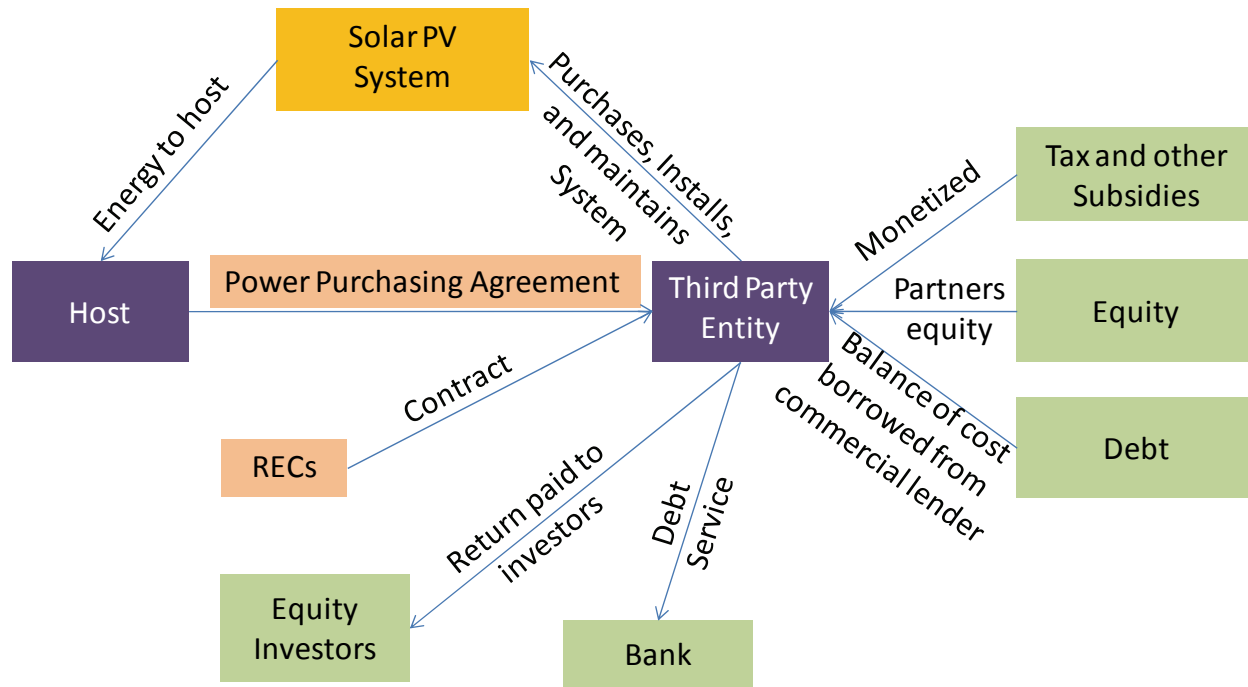 Solar PV
System
Energy to host
Purchases, Installs,
and maintains
System
Tax and other
Subsidies
Monetized
Host
Power Purchasing Agreement
Third Party
Entity
Partners
equity
Equity
Contract
RECs
Balance of cost
borrowed from
commercial lender
Debt
Return paid to
investors
Debt
Service
Equity
Investors
Bank